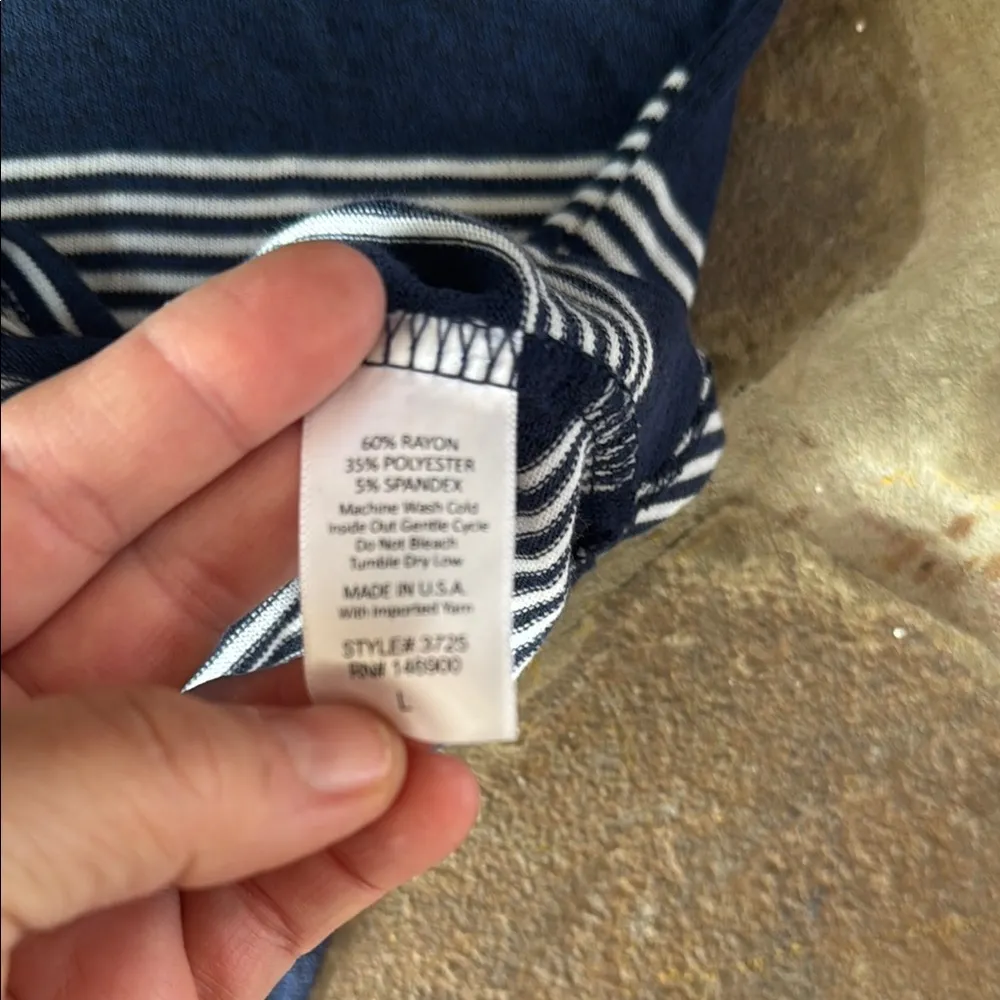 60% RAYON
35% POLYESTER
5% SPANDEX
Machine Wash Cold
Inside Out Gentle Cycle
Do Not Bleach
Tumble Dry Low
MADE IN U.S.A.
With Imported Yarn
STYLE# 3725
RN# 146900
L